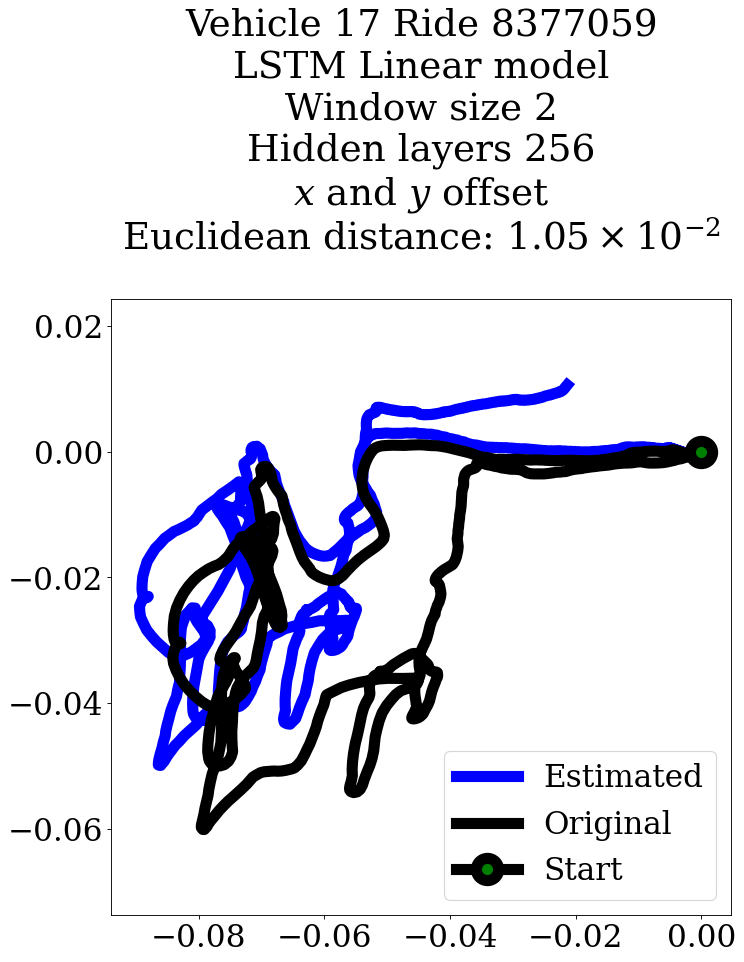 Vehicle 17 Ride 8377059
LSTM Linear model
Window size 2
Hidden layers 256
x and y offset
Euclidean distance: 1.05 × 10⁻²
0.02
0.00
−0.02
−0.04
−0.06
Estimated
Original
Start
−0.08 −0.06 −0.04 −0.02 0.00